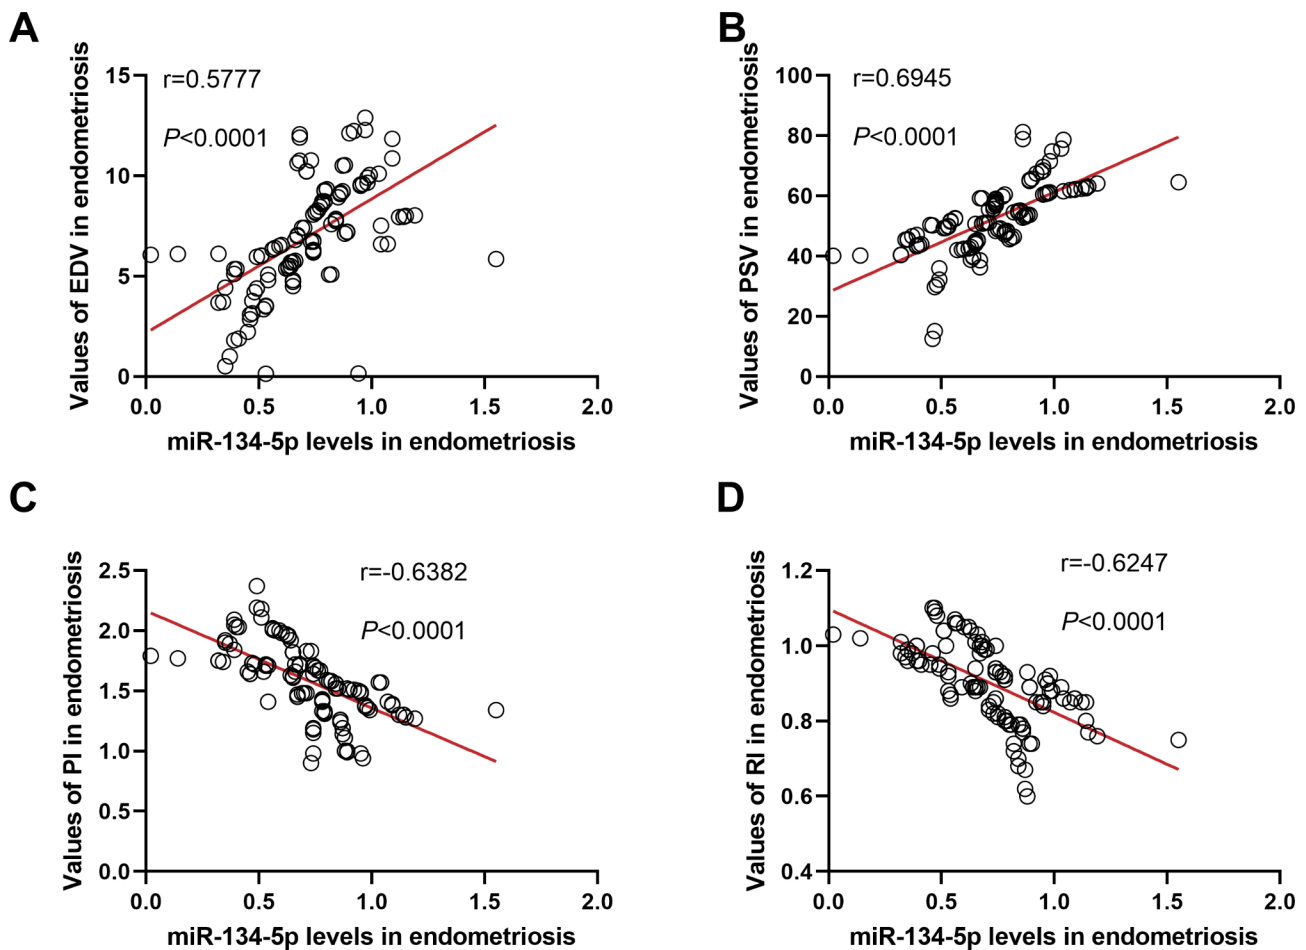 A
Values of EDV in endometriosis
15
10
5
0
r=0.5777
P<0.0001
0.0 0.5 1.0 1.5 2.0
miR-134-5p levels in endometriosis
B
Values of PSV in endometriosis
100
80
60
40
20
0
r=0.6945
P<0.0001
0.0 0.5 1.0 1.5 2.0
miR-134-5p levels in endometriosis
C
Values of PI in endometriosis
2.5
2.0
1.5
1.0
0.5
0.0
r=-0.6382
P<0.0001
0.0 0.5 1.0 1.5 2.0
miR-134-5p levels in endometriosis
D
Values of RI in endometriosis
1.2
1.0
0.8
0.6
0.4
r=-0.6247
P<0.0001
0.0 0.5 1.0 1.5 2.0
miR-134-5p levels in endometriosis